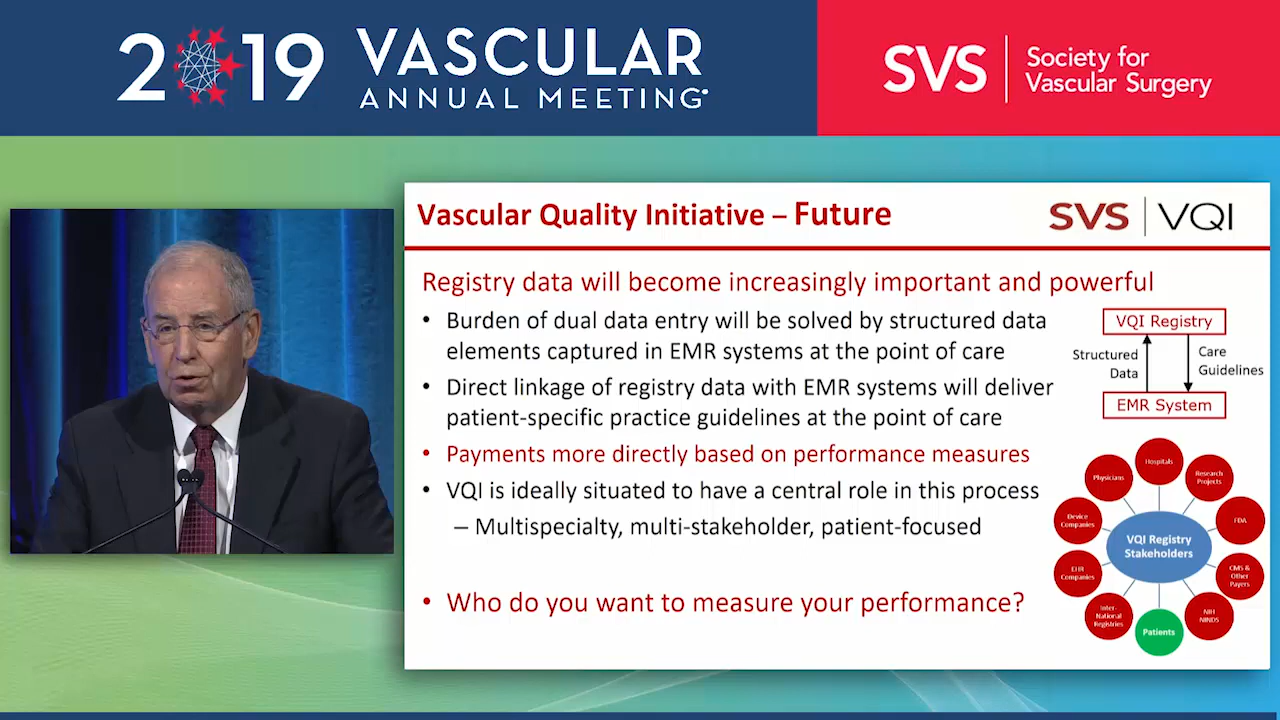 2019 VASCULAR
ANNUAL MEETING
SVS
Society for
Vascular Surgery
Vascular Quality Initiative – Future
SVS VQI
Registry data will become increasingly important and powerful
• Burden of dual data entry will be solved by structured data
elements captured in EMR systems at the point of care
• Direct linkage of registry data with EMR systems will deliver
patient-specific practice guidelines at the point of care
• Payments more directly based on performance measures
• VQI is ideally situated to have a central role in this process
– Multispecialty, multi-stakeholder, patient-focused
• Who do you want to measure your performance?
VQI Registry
Structured
Data
Care
Guidelines
EMR System
Hospitals
Research
Projects
FDA
CMS &
Other
Payers
NIH
NINDS
Patients
Inter-
National
Registries
EHR
Companies
Device
Companies
Physicians
VQI Registry
Stakeholders